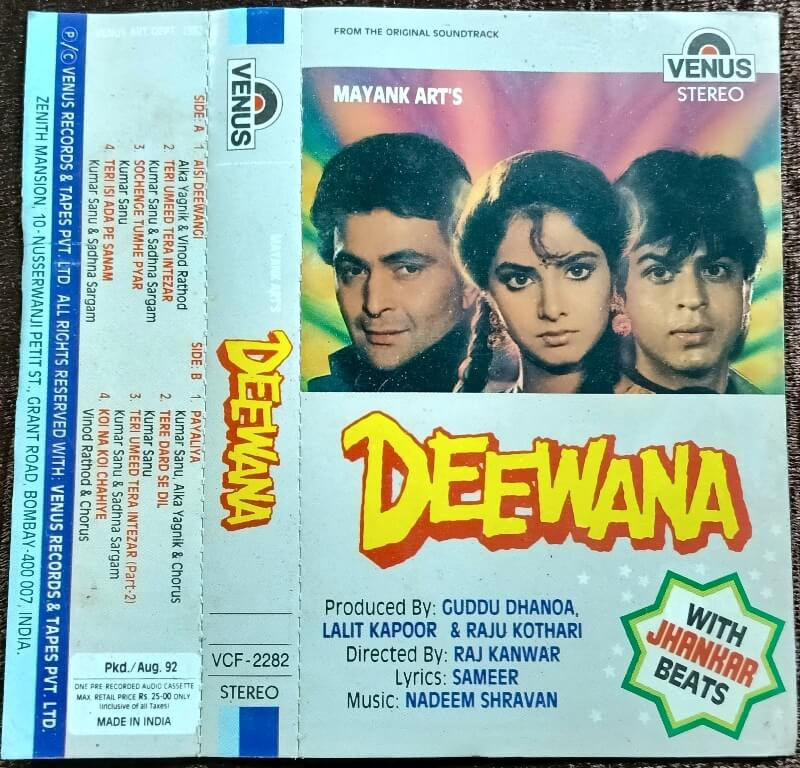 FROM THE ORIGINAL SOUNDTRACK
VENUS
STEREO
MAYANK ART'S
DEEWANA
Produced By: GUDDU DHANOA,
LALIT KAPOOR & RAJU KOTHARI
Directed By: RAJ KANWAR
Lyrics: SAMEER
Music: NADEEM SHRAVAN
WITH
JHANKAR
BEATS
VENUS
MAYANK ART'S
DEEWANA
VCF-2282
STEREO
VENUS ART DEPT. 1992
SIDE: A
1. AISI DEEWANGI
Alka Yagnik & Vinod Rathod
2. TERI UMEED TERA INTEZAR
Kumar Sanu & Sadhna Sargam
3. SOCHENGE TUMHE PYAR
Kumar Sanu
4. TERI ISI ADA PE SANAM
Kumar Sanu & Sadhna Sargam
SIDE: B
1. PAYALIYA
Kumar Sanu, Alka Yagnik & Chorus
2. TERE DARD SE DIL
Kumar Sanu
3. TERI UMEED TERA INTEZAR (Part-2)
Kumar Sanu & Sadhna Sargam
4. KOI NA KOI CHAHIYE
Vinod Rathod & Chorus
Ⓟ/Ⓒ VENUS RECORDS & TAPES PVT. LTD. ALL RIGHTS RESERVED WITH: VENUS RECORDS & TAPES PVT. LTD.
ZENITH MANSION, 10-NUSSERWANJI PETIT ST., GRANT ROAD, BOMBAY-400 007, INDIA.
Pkd./Aug. 92
ONE PRE-RECORDED AUDIO CASSETTE
MAX. RETAIL PRICE Rs. 25-00 ONLY
(Inclusive of all Taxes)
MADE IN INDIA